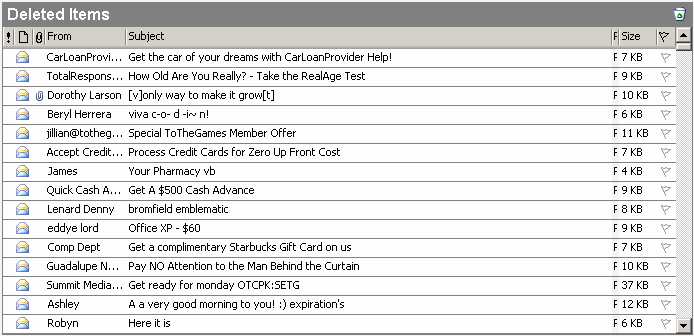 Deleted Items
! From Subject F Size
CarLoanProvi... Get the car of your dreams with CarLoanProvider Help! F 7 KB
TotalRespons... How Old Are You Really? - Take the RealAge Test F 9 KB
Dorothy Larson [v]only way to make it grow[t] F 10 KB
Beryl Herrera viva c-o- d -i~ n! F 6 KB
jillian@totheg... Special ToTheGames Member Offer F 11 KB
Accept Credit... Process Credit Cards for Zero Up Front Cost F 7 KB
James Your Pharmacy vb F 4 KB
Quick Cash A... Get A $500 Cash Advance F 9 KB
Lenard Denny bromfield emblematic F 8 KB
eddye lord Office XP - $60 F 9 KB
Comp Dept Get a complimentary Starbucks Gift Card on us F 7 KB
Guadalupe N... Pay NO Attention to the Man Behind the Curtain F 10 KB
Summit Media... Get ready for monday OTCPK:SETG F 37 KB
Ashley A a very good morning to you! :) expiration's F 12 KB
Robyn Here it is F 6 KB